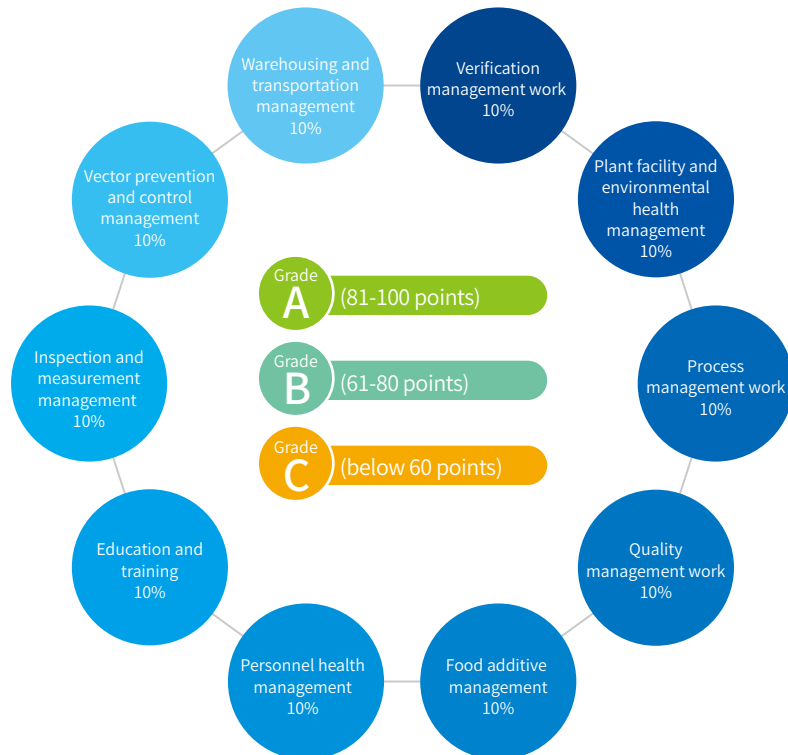 Warehousing and
transportation
management
10%
Verification
management work
10%
Plant facility and
environmental
health
management
10%
Process
management work
10%
Quality
management work
10%
Food additive
management
10%
Personnel health
management
10%
Education and
training
10%
Inspection and
measurement
management
10%
Vector prevention
and control
management
10%
Grade
A
(81-100 points)
Grade
B
(61-80 points)
Grade
C
(below 60 points)